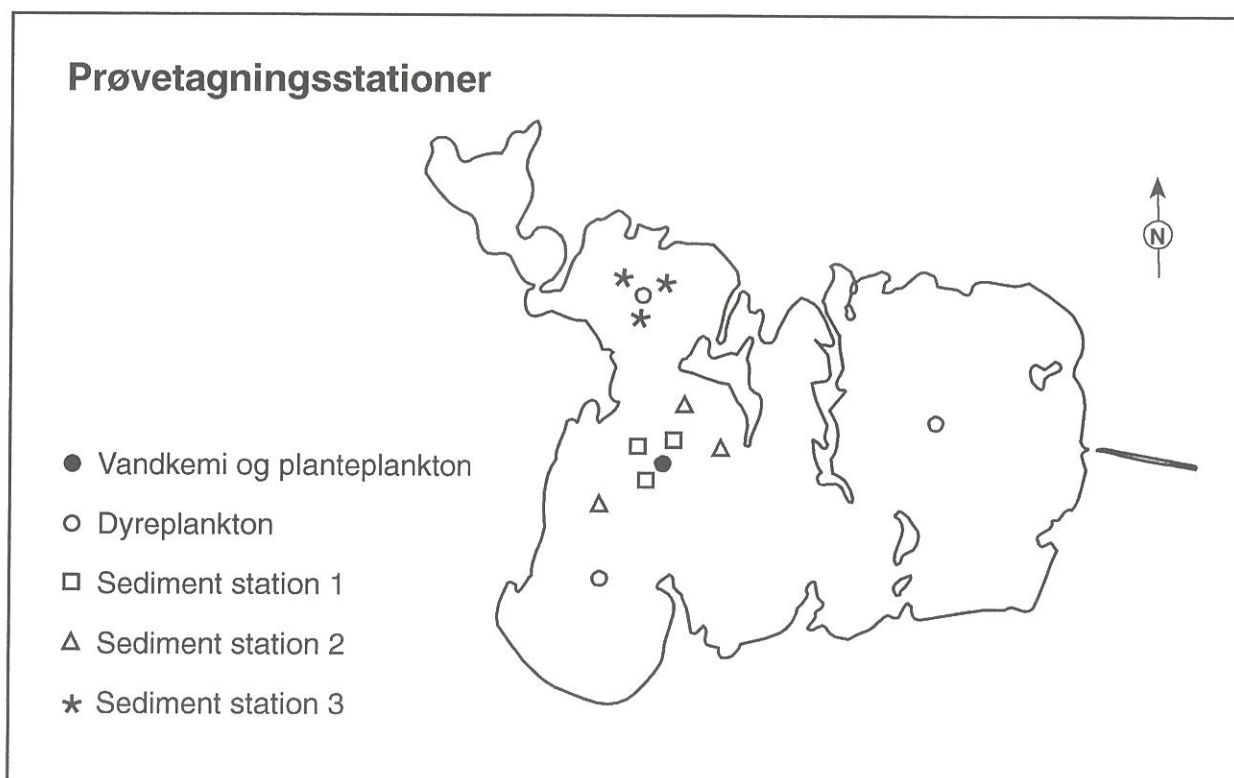 Prøvetagningsstationer
N
Vandkemi og planteplankton
Dyreplankton
Sediment station 1
Sediment station 2
Sediment station 3